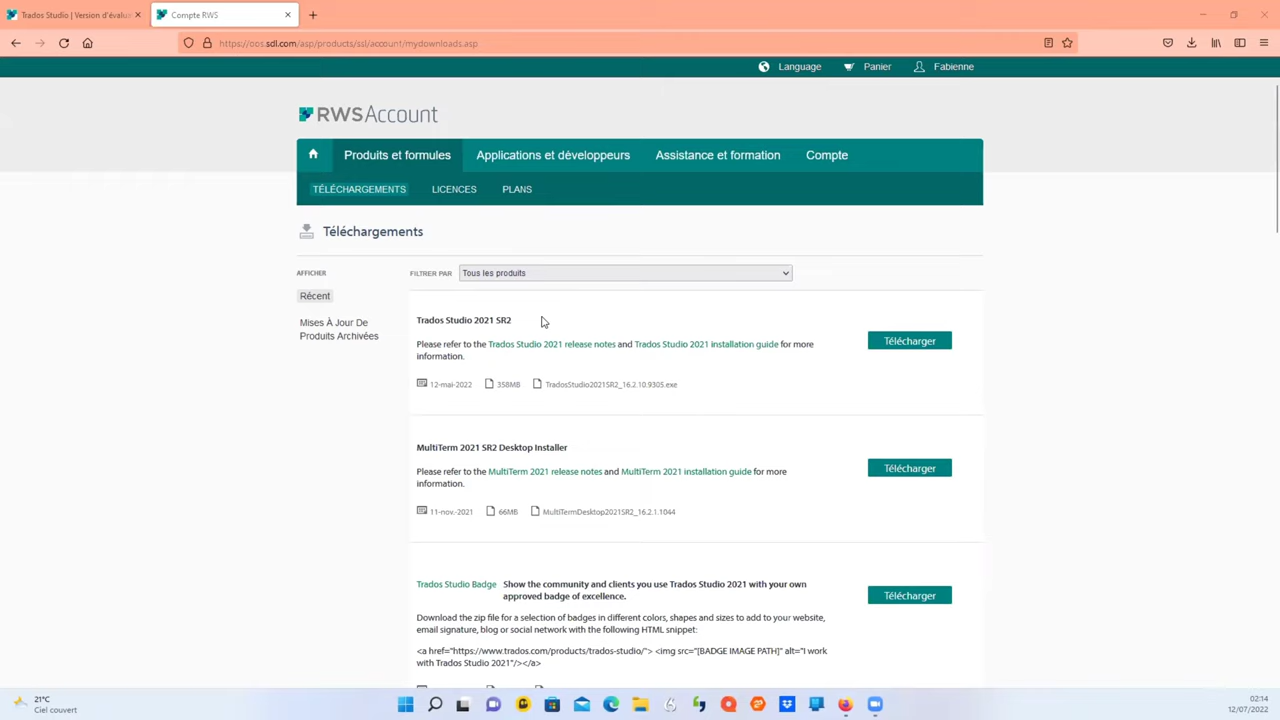 Trados Studio | Version d'évalua
Compte RWS
https://oos.sdl.com/asp/products/ssl/account/mydownloads.asp
Language
Panier
Fabienne
RWSAccount
Produits et formules
Applications et développeurs
Assistance et formation
Compte
TÉLÉCHARGEMENTS
LICENCES
PLANS
Téléchargements
AFFICHER
FILTRER PAR
Tous les produits
Récent
Mises À Jour De
Produits Archivées
Trados Studio 2021 SR2
Please refer to the Trados Studio 2021 release notes and Trados Studio 2021 installation guide for more
information.
Télécharger
12-mai-2022 358MB TradosStudio2021SR2_16.2.10.9305.exe
MultiTerm 2021 SR2 Desktop Installer
Please refer to the MultiTerm 2021 release notes and MultiTerm 2021 installation guide for more
information.
Télécharger
11-nov.-2021 66MB MultiTermDesktop2021SR2_16.2.1.1044
Trados Studio Badge Show the community and clients you use Trados Studio 2021 with your own
approved badge of excellence.
Télécharger
Download the zip file for a selection of badges in different colors, shapes and sizes to add to your website,
email signature, blog or social network with the following HTML snippet:
<a href="https://www.trados.com/products/trados-studio/"> <img src="[BADGE IMAGE PATH]" alt="I work
with Trados Studio 2021"/></a>
21°C
Ciel couvert
02:14
12/07/2022